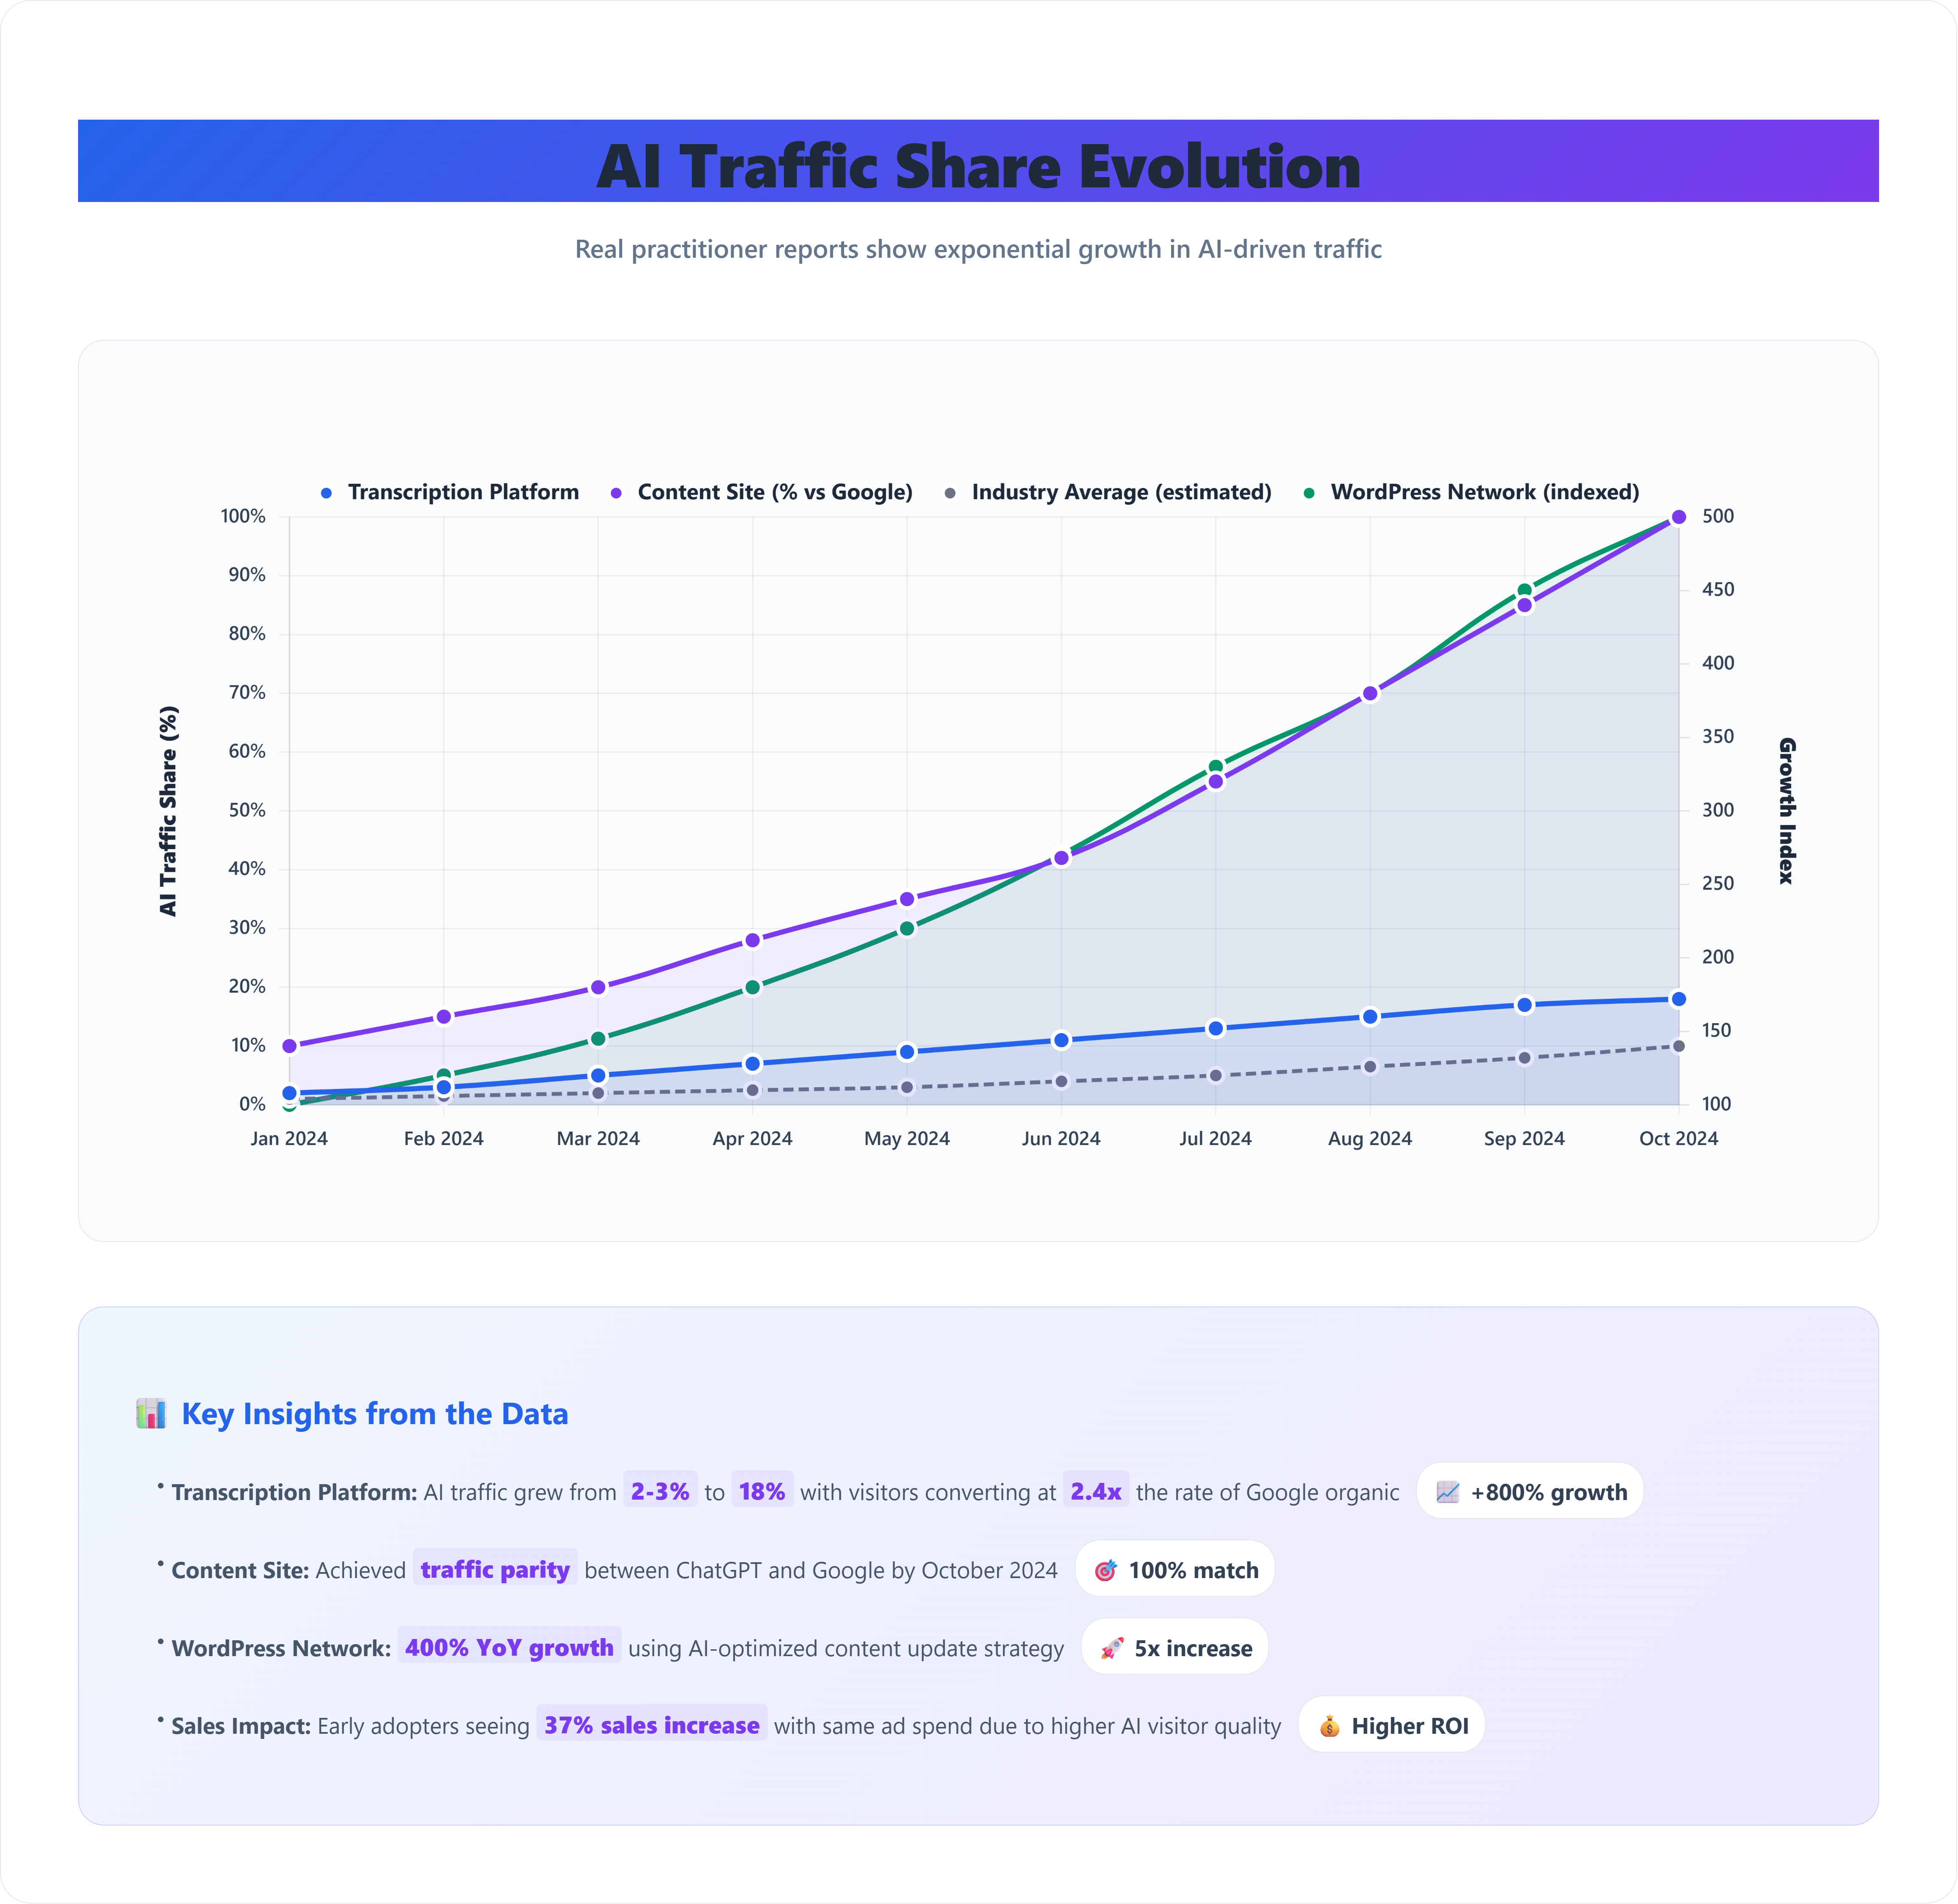 AI Traffic Share Evolution
Real practitioner reports show exponential growth in AI-driven traffic
Transcription Platform
Content Site (% vs Google)
Industry Average (estimated)
WordPress Network (indexed)
AI Traffic Share (%)
100%
90%
80%
70%
60%
50%
40%
30%
20%
10%
0%
500
450
400
350
300
250
200
150
100
Growth Index
Jan 2024
Feb 2024
Mar 2024
Apr 2024
May 2024
Jun 2024
Jul 2024
Aug 2024
Sep 2024
Oct 2024
Key Insights from the Data
• Transcription Platform: AI traffic grew from 2-3% to 18% with visitors converting at 2.4x the rate of Google organic +800% growth
• Content Site: Achieved traffic parity between ChatGPT and Google by October 2024 100% match
• WordPress Network: 400% YoY growth using AI-optimized content update strategy 5x increase
• Sales Impact: Early adopters seeing 37% sales increase with same ad spend due to higher AI visitor quality Higher ROI